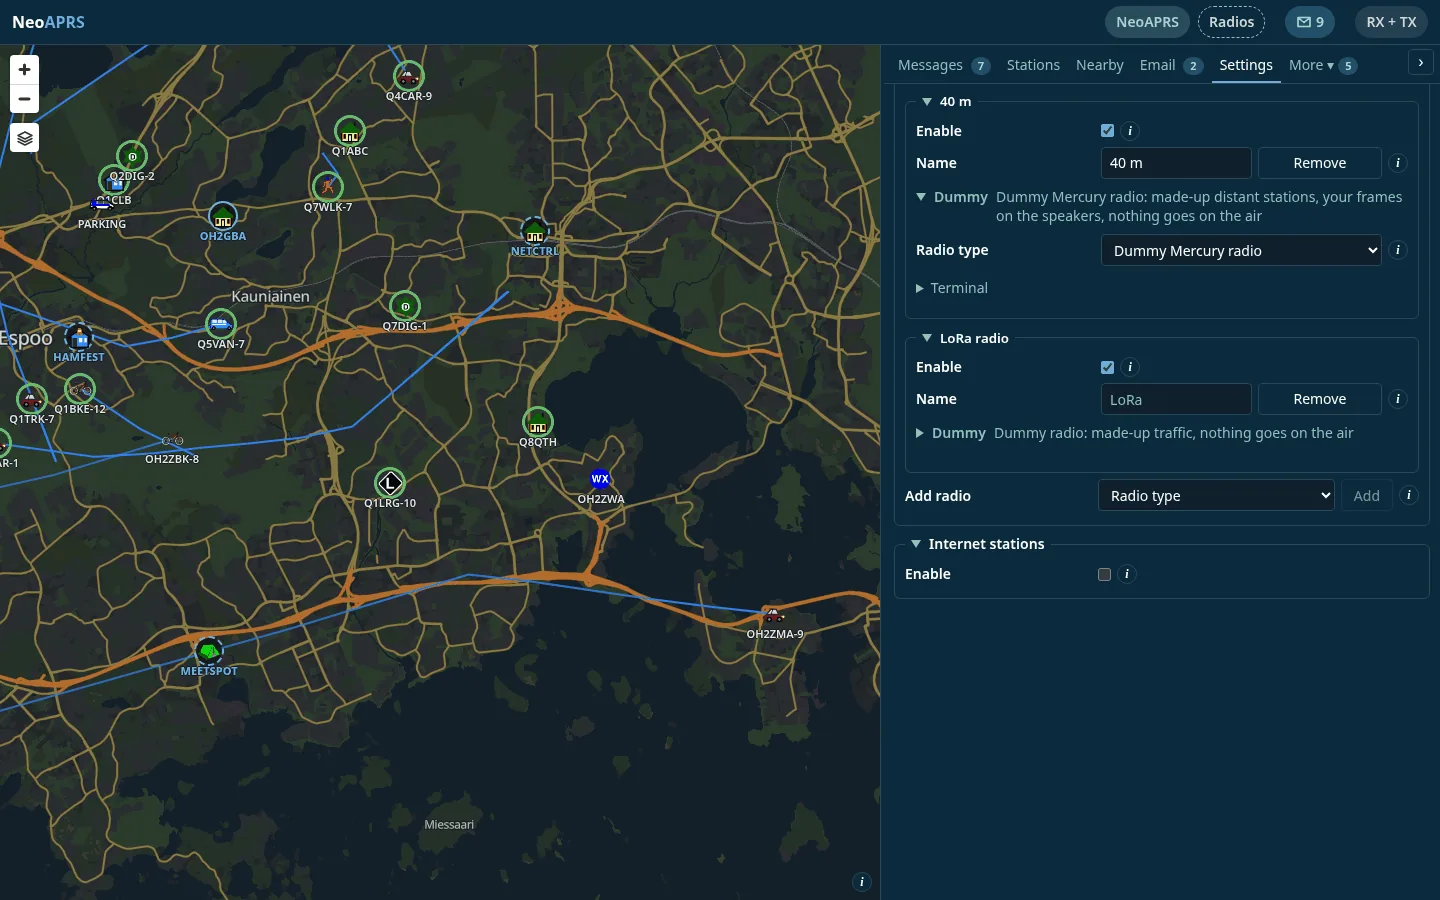 NeoAPRS
NeoAPRS
Radios
9
RX + TX
Messages 7
Stations
Nearby
Email 2
Settings
More ▾ 5
›
+
−
Q4CAR-9
Q1ABC
Q2DIG-2
Q1CLB
PARKING
Q7WLK-7
OH2GBA
NETCTRL
Kauniainen
Q7DIG-1
Q5VAN-7
Espoo
HAMFEST
Q1BKE-12
Q1TRK-7
AR-1
OH2ZBK-8
Q8QTH
WX
OH2ZWA
L
Q1LRG-10
OH2ZMA-9
MEETSPOT
Miessaari
i
40 m
Enable i
Name 40 m Remove i
Dummy Dummy Mercury radio: made-up distant stations, your frames
on the speakers, nothing goes on the air
Radio type Dummy Mercury radio i
Terminal
LoRa radio
Enable i
Name LoRa Remove i
Dummy Dummy radio: made-up traffic, nothing goes on the air
Add radio Radio type Add i
Internet stations
Enable i